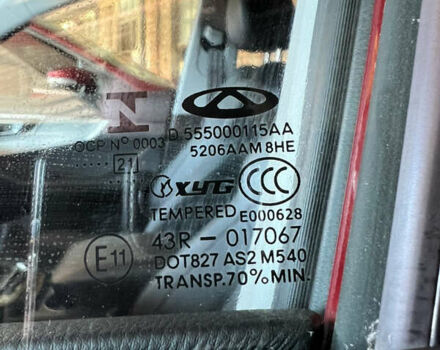 OCP Nº 0003 D.555000115AA
5206AAM 8HE
21
XYG CCC
TEMPERED E000628
43R – 017067
E11
DOT827 AS2 M540
TRANSP.70%MIN.